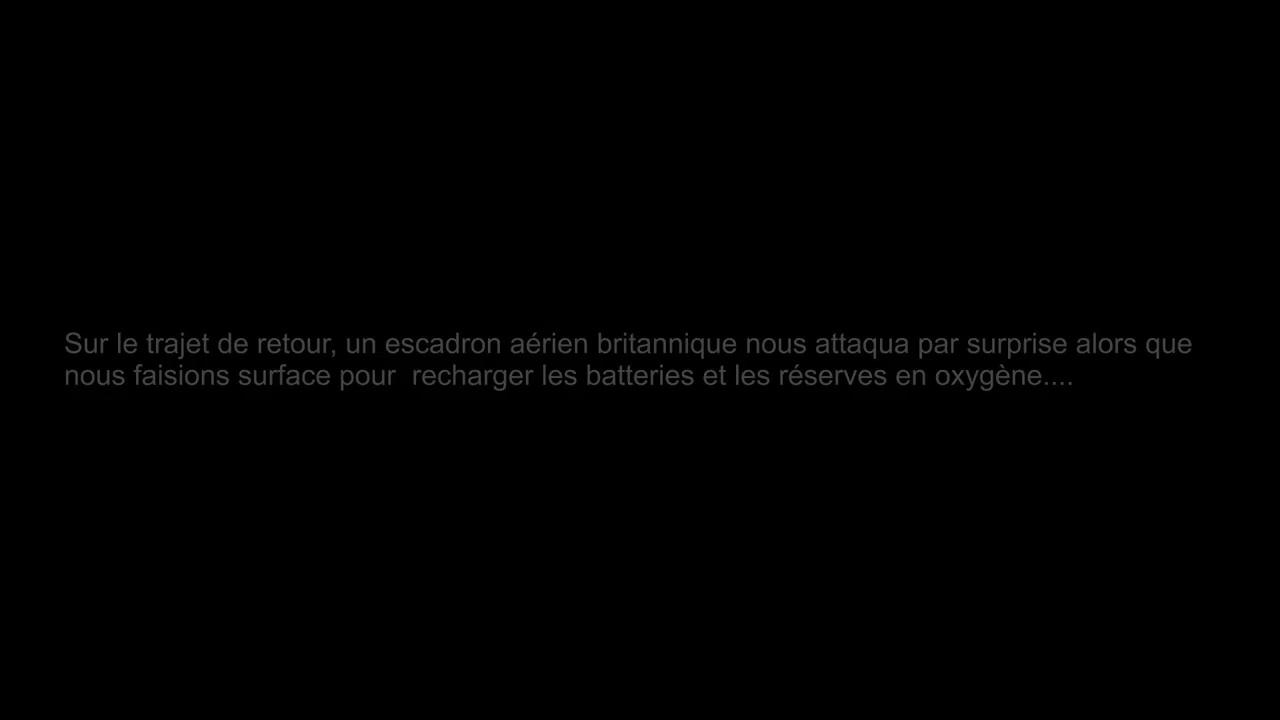 Sur le trajet de retour, un escadron aérien britannique nous attaqua par surprise alors que
nous faisions surface pour  recharger les batteries et les réserves en oxygène....